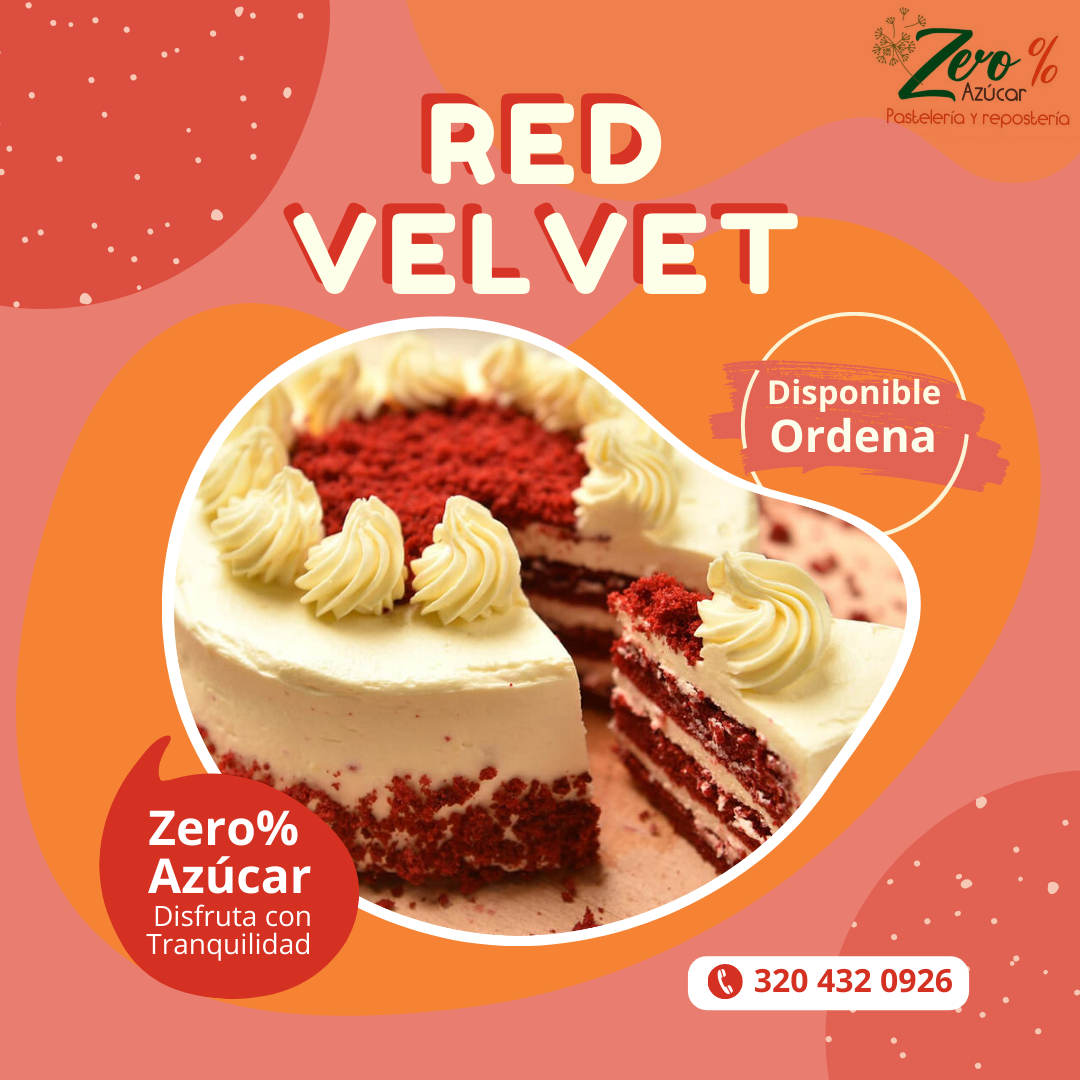 Zero %
Azúcar
Pastelería y repostería
RED
VELVET
Disponible
Ordena
Zero%
Azúcar
Disfruta con
Tranquilidad
320 432 0926